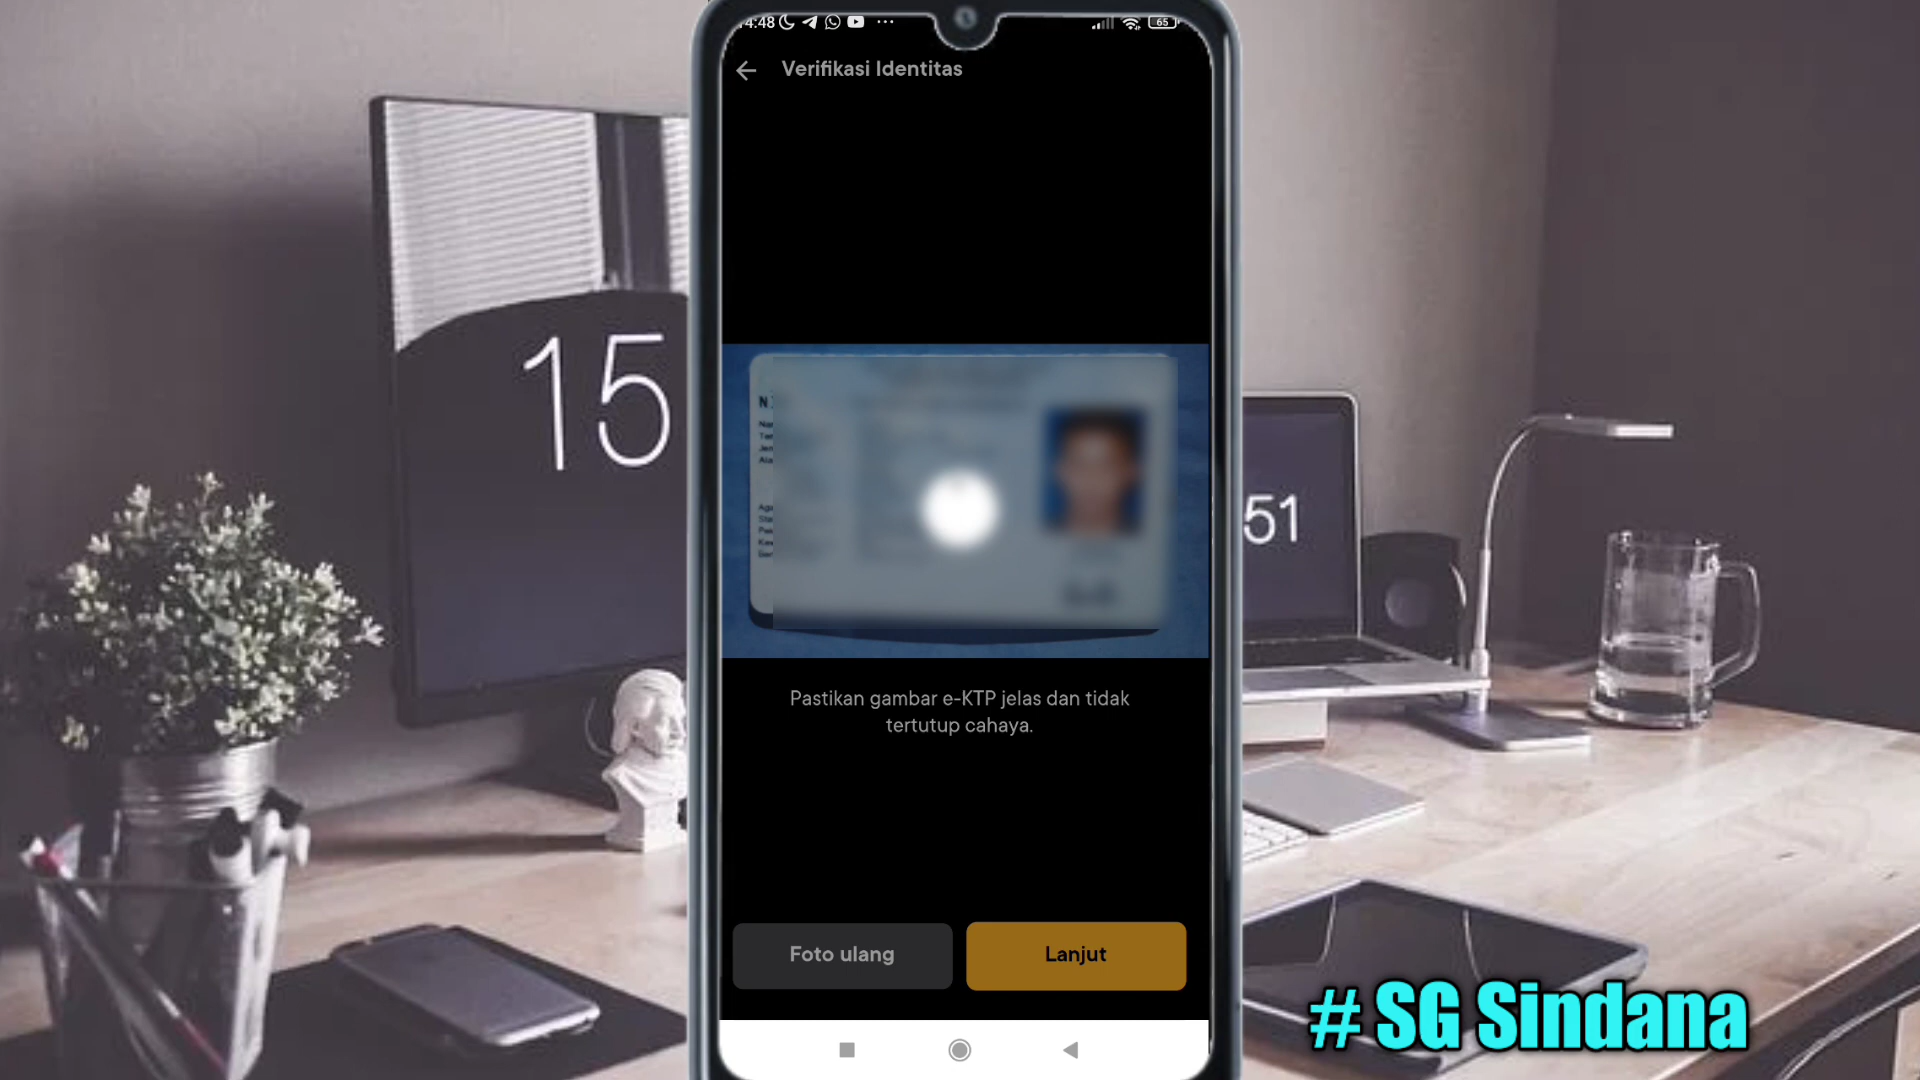 4:48
65
Verifikasi Identitas
15
51
N
Pastikan gambar e-KTP jelas dan tidak
tertutup cahaya.
Foto ulang
Lanjut
# SG Sindana